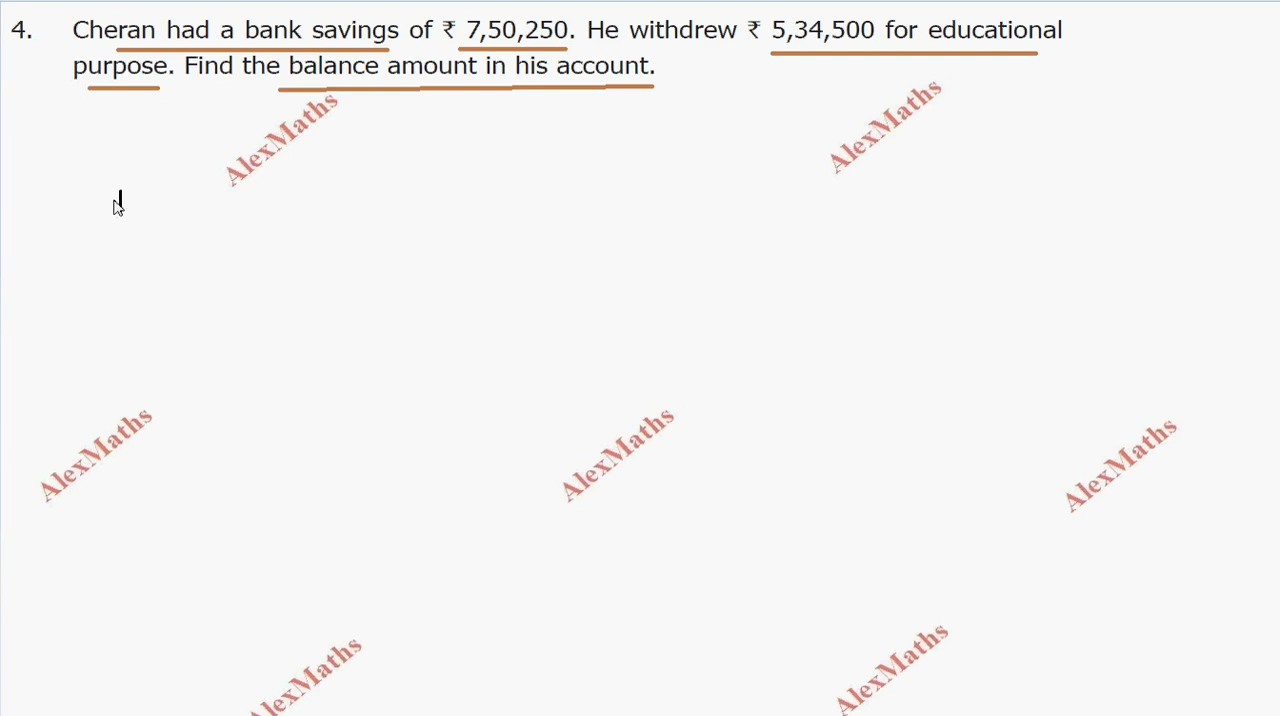 4. Cheran had a bank savings of ₹ 7,50,250. He withdrew ₹ 5,34,500 for educational
purpose. Find the balance amount in his account.
AlexMaths
AlexMaths
AlexMaths
AlexMaths
AlexMaths
AlexMaths
AlexMaths